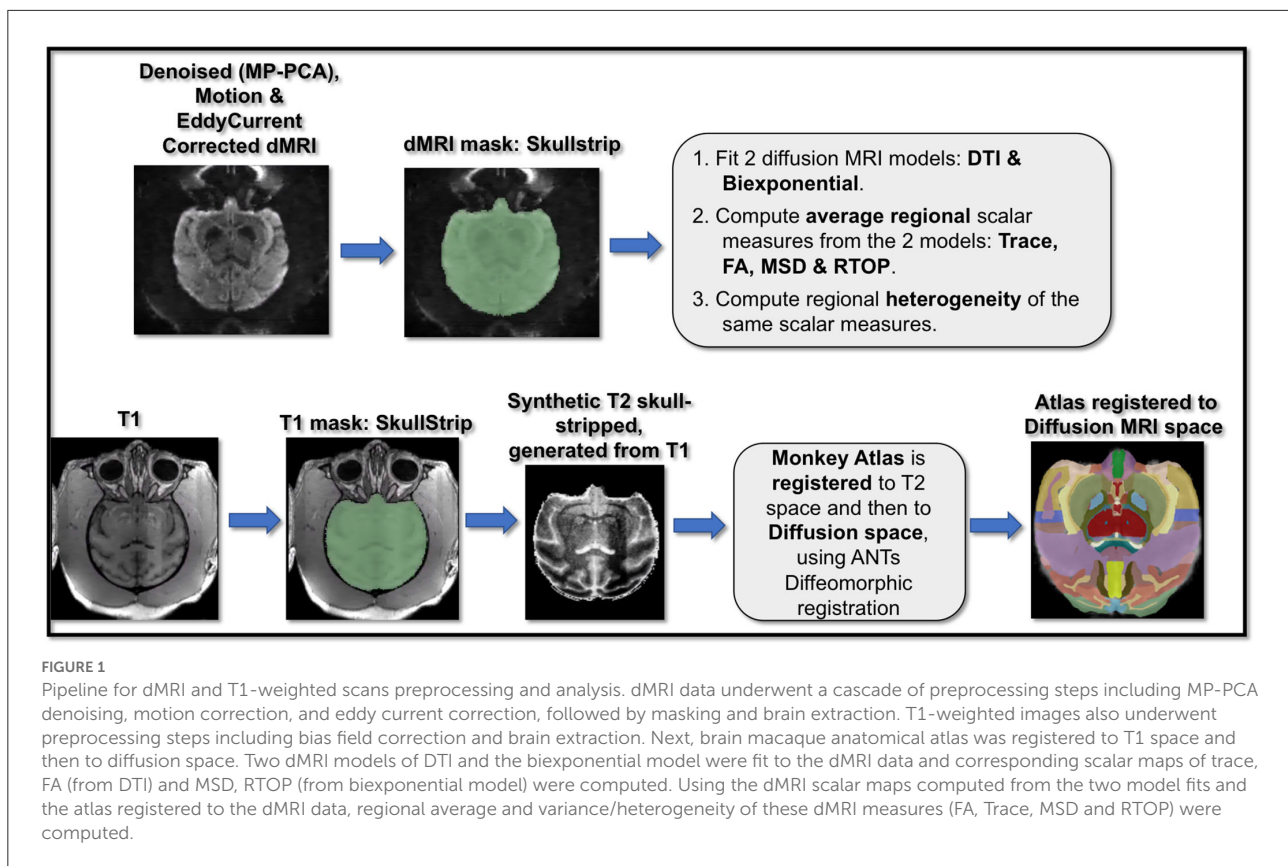 Denoised (MP-PCA),
Motion &
EddyCurrent
Corrected dMRI
dMRI mask: Skullstrip
1. Fit 2 diffusion MRI models: DTI &
Biexponential.
2. Compute average regional scalar
measures from the 2 models: Trace,
FA, MSD & RTOP.
3. Compute regional heterogeneity of the
same scalar measures.
T1
T1 mask: SkullStrip
Synthetic T2 skull-
stripped,
generated from T1
Monkey Atlas is
registered to T2
space and then to
Diffusion space,
using ANTs
Diffeomorphic
registration
Atlas registered to
Diffusion MRI space
FIGURE 1
Pipeline for dMRI and T1-weighted scans preprocessing and analysis. dMRI data underwent a cascade of preprocessing steps including MP-PCA
denoising, motion correction, and eddy current correction, followed by masking and brain extraction. T1-weighted images also underwent
preprocessing steps including bias field correction and brain extraction. Next, brain macaque anatomical atlas was registered to T1 space and
then to diffusion space. Two dMRI models of DTI and the biexponential model were fit to the dMRI data and corresponding scalar maps of trace,
FA (from DTI) and MSD, RTOP (from biexponential model) were computed. Using the dMRI scalar maps computed from the two model fits and
the atlas registered to the dMRI data, regional average and variance/heterogeneity of these dMRI measures (FA, Trace, MSD and RTOP) were
computed.